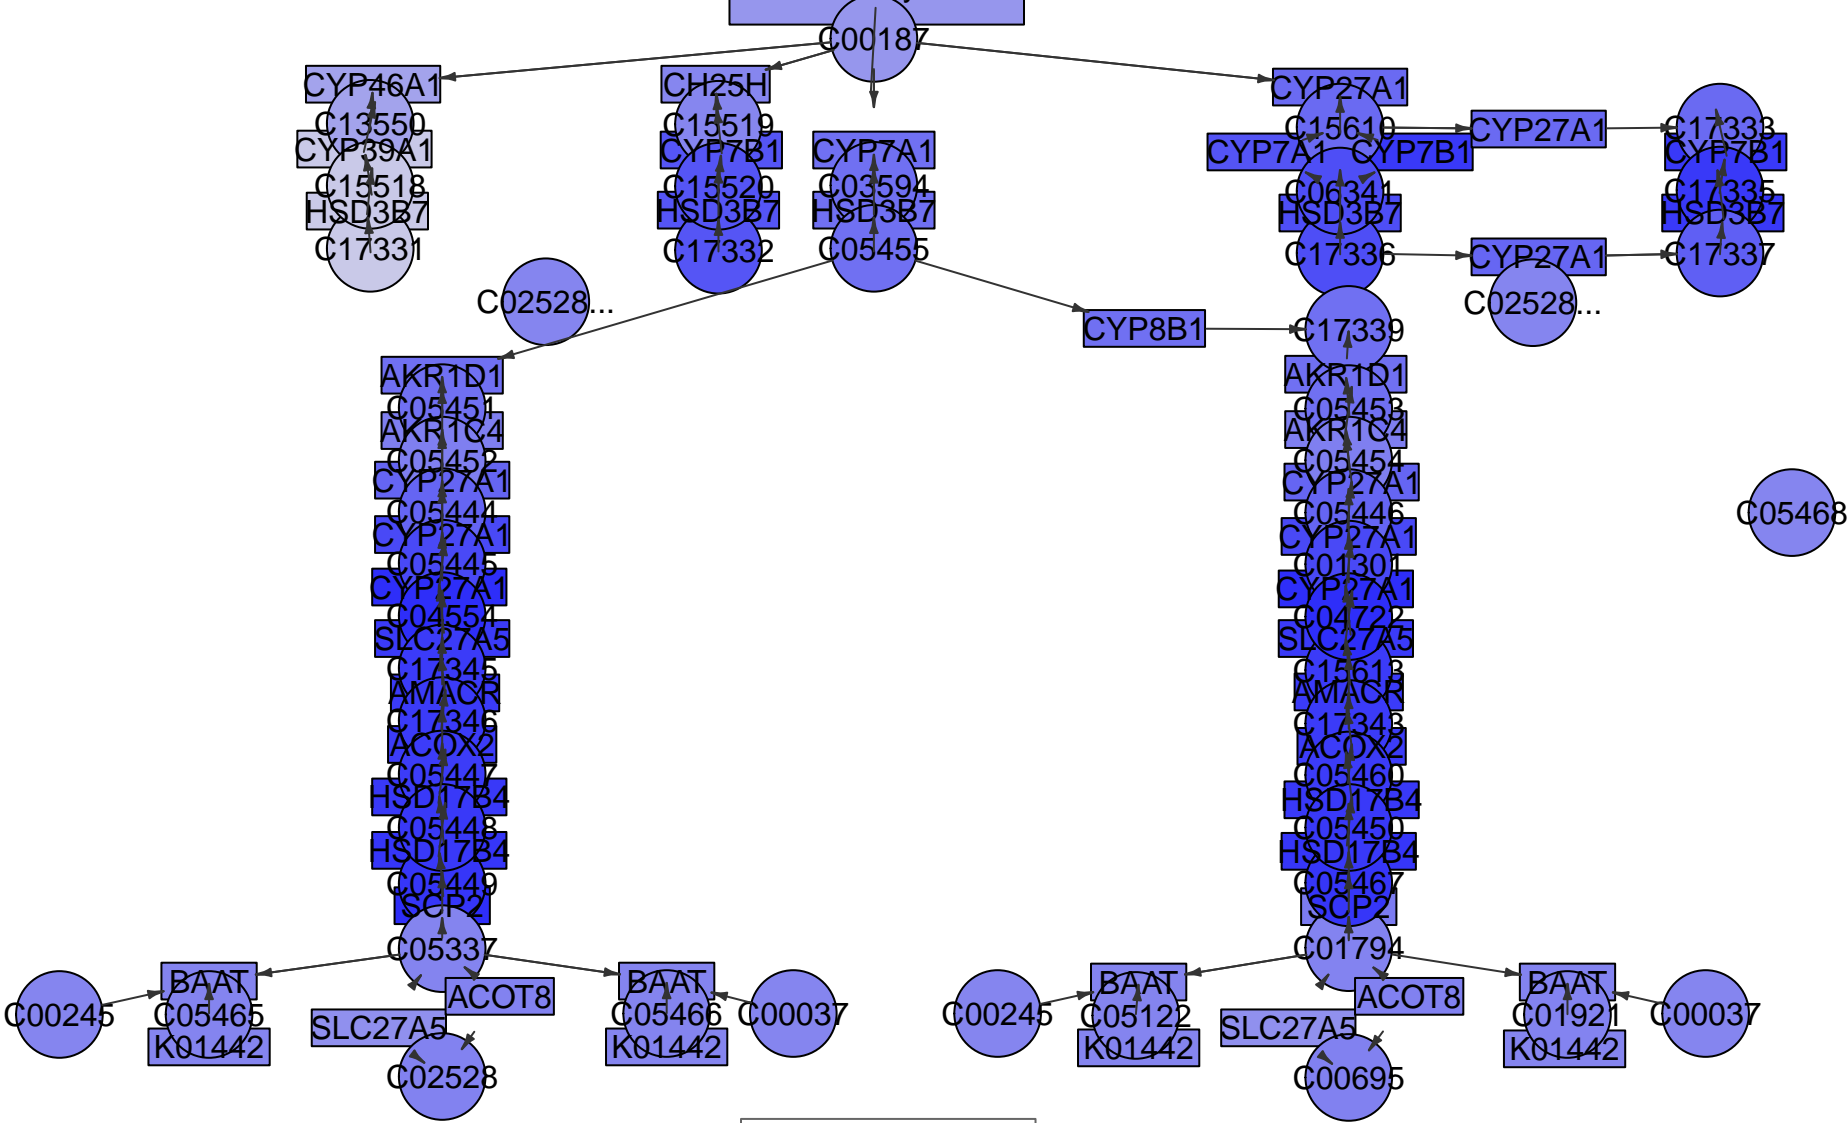 C00187
CYP46A1
CH25H
CYP27A1
C13550
C15519
C15610
CYP27A1
C17333
CYP39A1
CYP7B1
CYP7A1
CYP7A1
CYP7B1
CYP7B1
C15518
C15520
C03594
C06341
C17335
HSD3B7
HSD3B7
HSD3B7
HSD3B7
HSD3B7
C17331
C17332
C05455
C17336
CYP27A1
C17337
C02528...
C02528...
CYP8B1
C17339
AKR1D1
AKR1D1
C05451
C05453
AKR1C4
AKR1C4
C05452
C05454
CYP27A1
CYP27A1
C05444
C05446
C05468
CYP27A1
CYP27A1
C05445
C01301
CYP27A1
CYP27A1
C04554
C04722
SLC27A5
SLC27A5
C17345
C15613
AMACR
AMACR
C17346
C17343
ACOX2
ACOX2
C05447
C05460
HSD17B4
HSD17B4
C05448
C05450
HSD17B4
HSD17B4
C05449
C05467
SCP2
SCP2
C05337
C01794
BAAT
BAAT
BAAT
BAAT
ACOT8
ACOT8
C00245
C05465
C05466
C00037
C00245
C05122
C01921
C00037
SLC27A5
SLC27A5
K01442
K01442
K01442
K01442
C02528
C00695